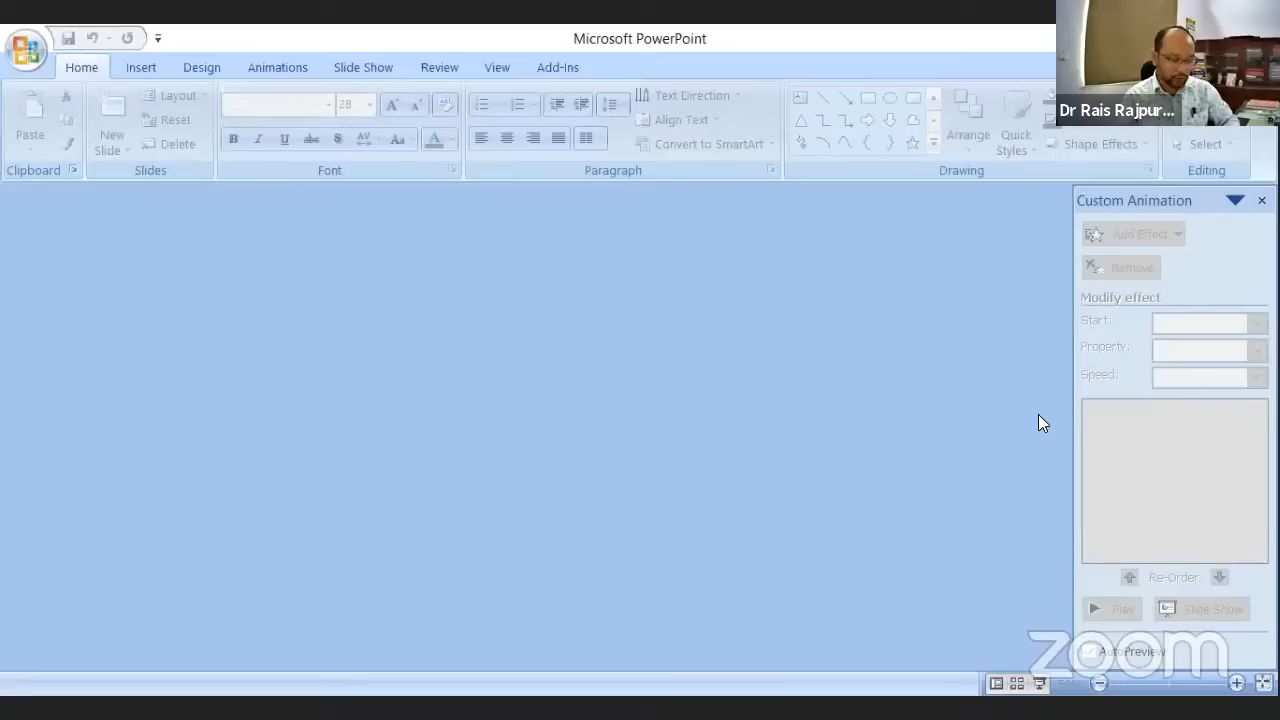 Microsoft PowerPoint
Home Insert Design Animations Slide Show Review View Add-Ins
Dr Rais Rajpur...
Paste
New Slide
Layout
Reset
Delete
28
B I U abc AV Aa A
Text Direction
Align Text
Convert to SmartArt
Arrange
Quick Styles
Shape Effects
Select
Clipboard Slides Font Paragraph Drawing Editing
Custom Animation
Add Effect
Remove
Modify effect
Start:
Property:
Speed:
Re-Order
Play Slide Show
AutoPreview
zoom